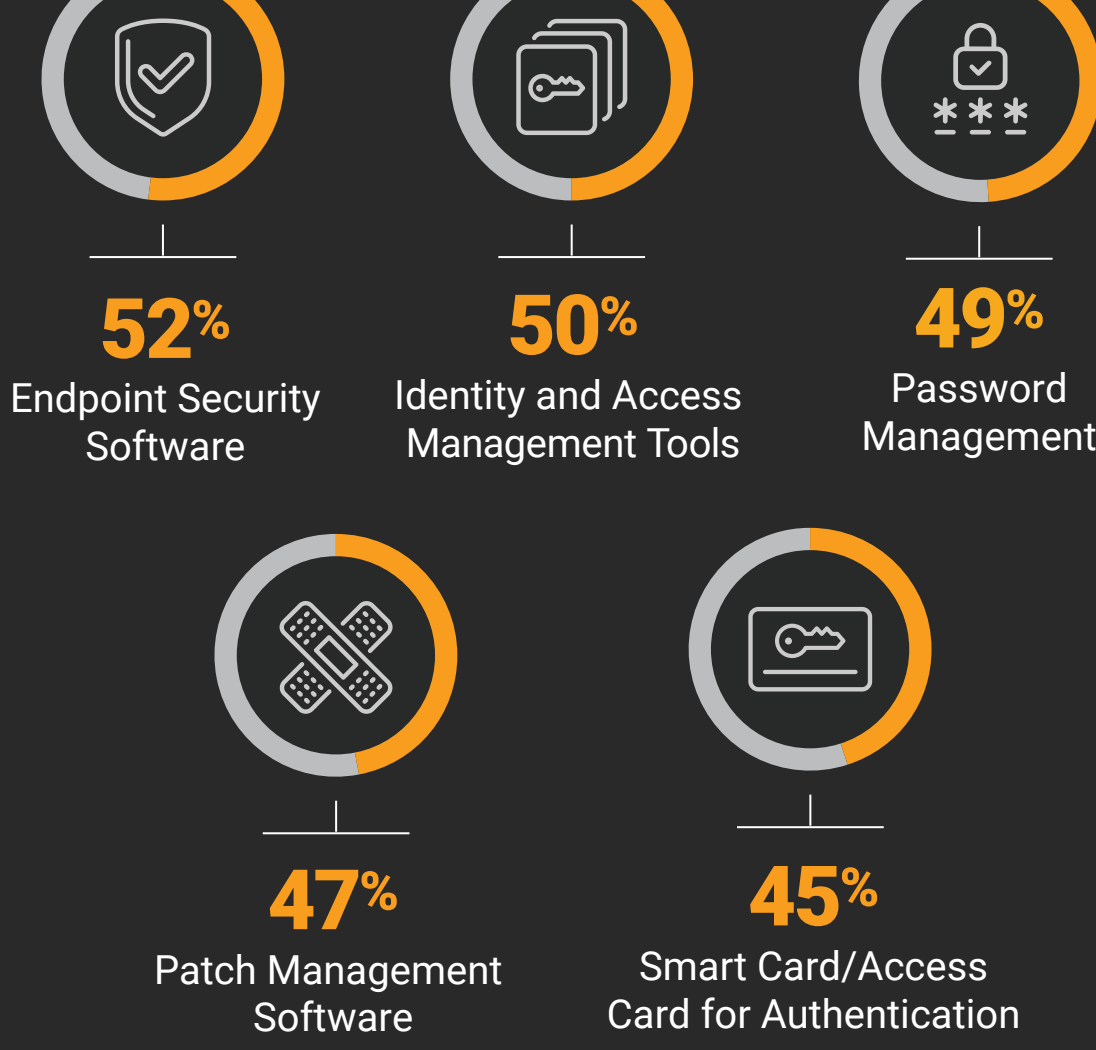 52%
Endpoint Security
Software
50%
Identity and Access
Management Tools
49%
Password
Management
47%
Patch Management
Software
45%
Smart Card/Access
Card for Authentication